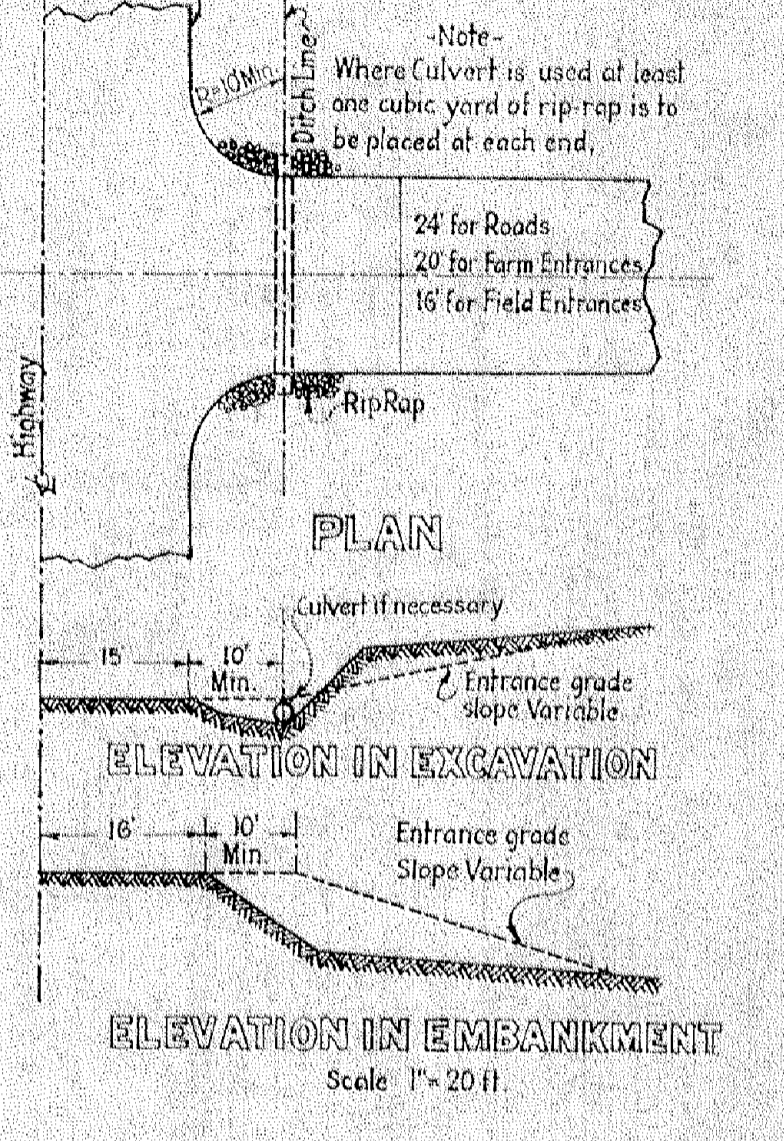 -Note-
Where Culvert is used at least
one cubic yard of rip-rap is to
be placed at each end,
R=10'Min.
Ditch Line
24' for Roads
20' for Farm Entrances
16' for Field Entrances
Highway
RipRap
PLAN
Culvert if necessary
15'
10'
Min.
Entrance grade
slope Variable
ELEVATION IN EXCAVATION
16'
10'
Min.
Entrance grade
Slope Variable
ELEVATION IN EMBANKMENT
Scale 1"=20 ft.